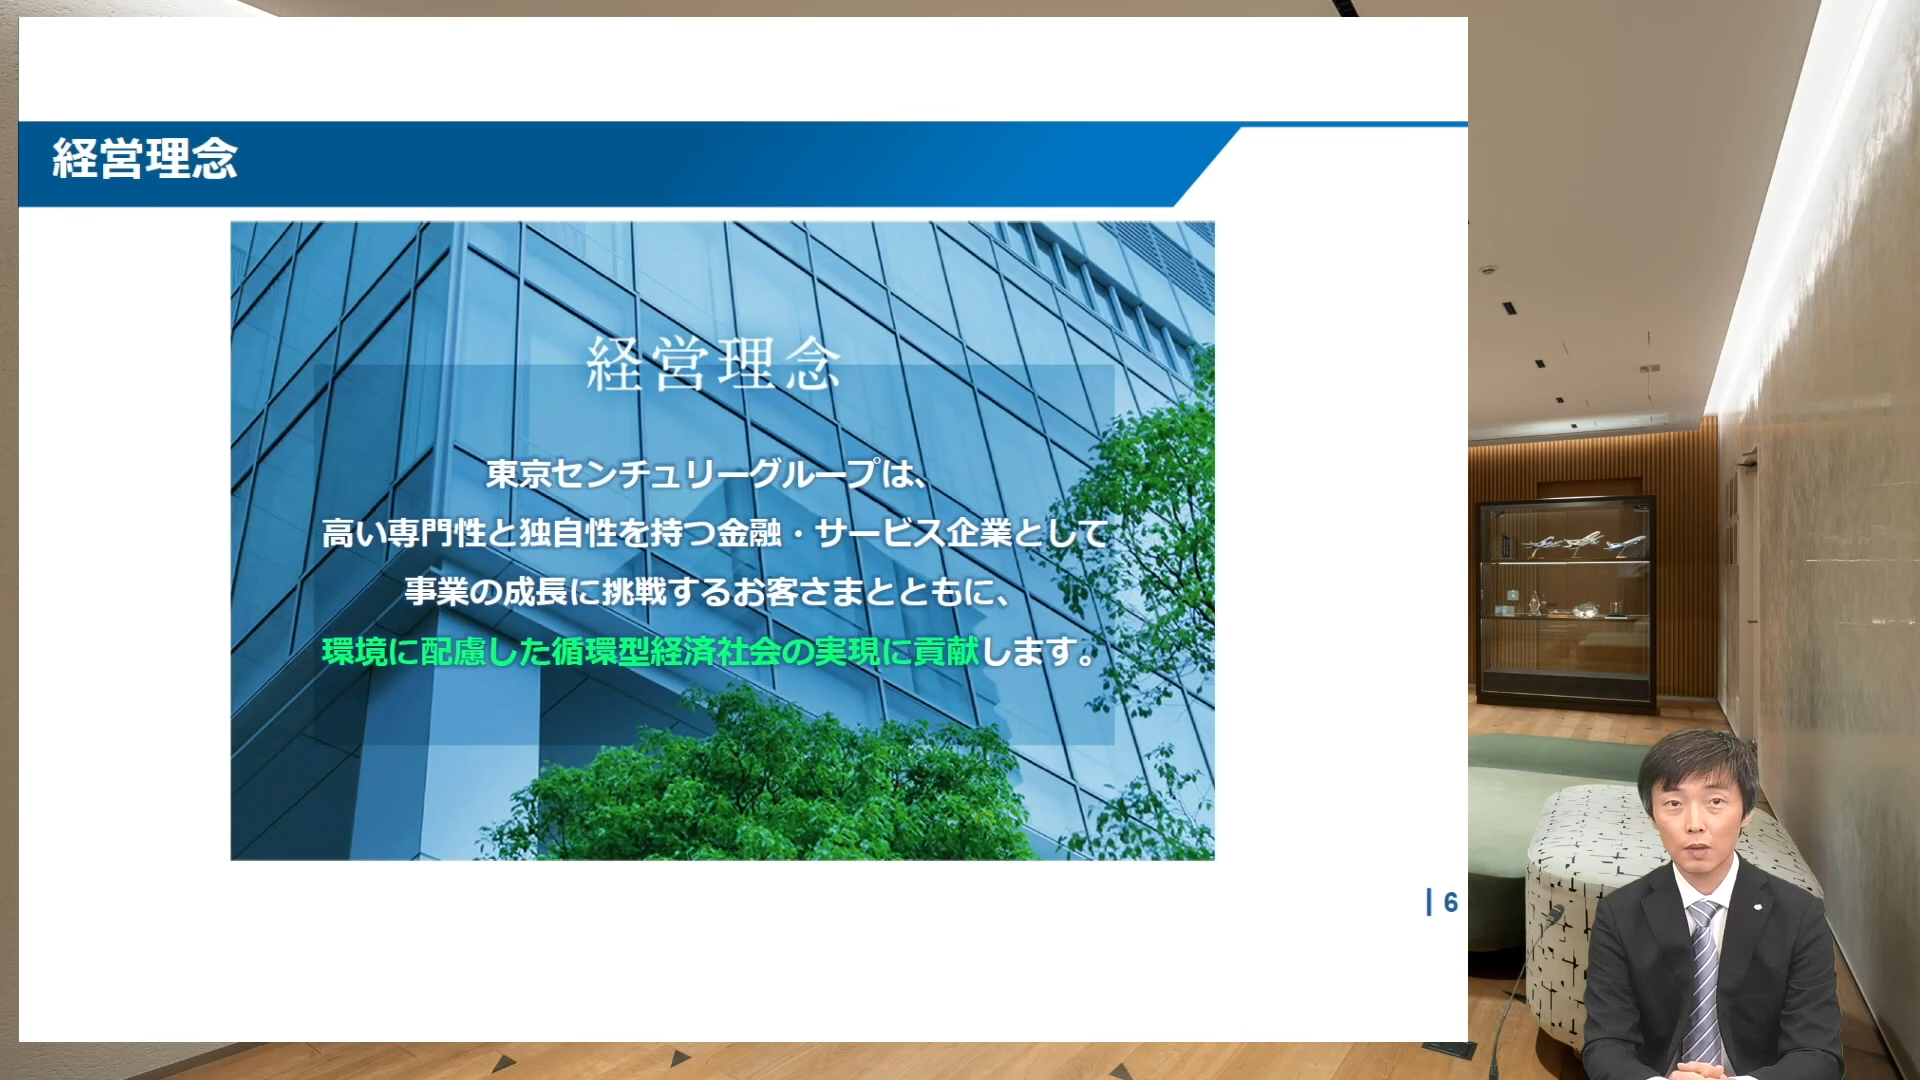 経営理念
経営理念
東京センチュリーグループは、
高い専門性と独自性を持つ金融・サービス企業として
事業の成長に挑戦するお客さまとともに、
環境に配慮した循環型経済社会の実現に貢献します。
6